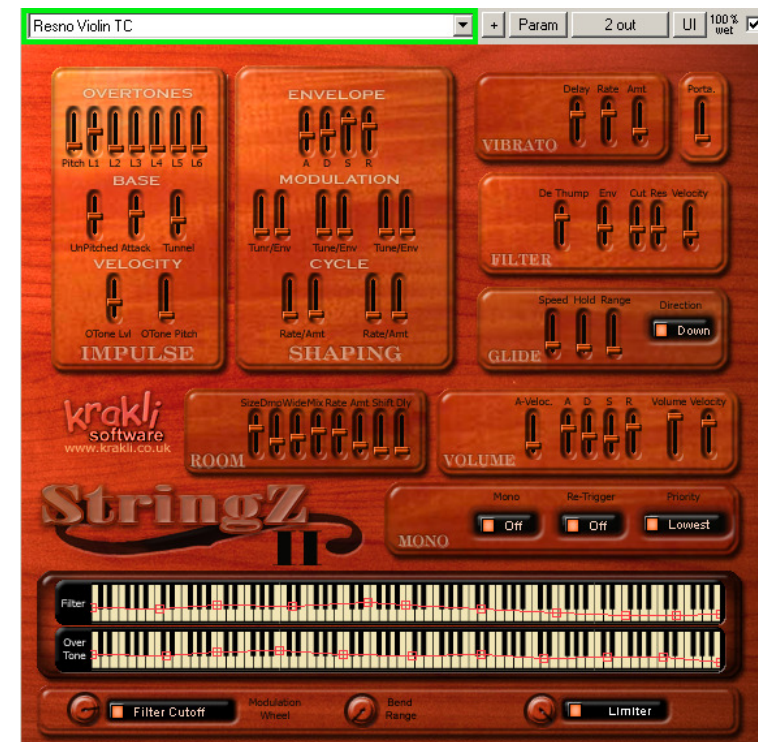 Resno Violin TC
+ Param 2 out UI 100% wet
OVERTONES
Pitch L1 L2 L3 L4 L5 L6
BASE
UnPitched Attack Tunnel
VELOCITY
OTone Lvl OTone Pitch
IMPULSE
ENVELOPE
A D S R
MODULATION
Tunr/Env Tune/Env Tune/Env
CYCLE
Rate/Amt Rate/Amt
SHAPING
Delay Rate Amt
VIBRATO
Porta.
De Thump Env Cut Res Velocity
FILTER
Speed Hold Range Direction
Down
GLIDE
krakli
software
www.krakli.co.uk
Size Dmp Wide Mix Rate Amt Shift Dly
ROOM
A-Veloc. A D S R Volume Velocity
VOLUME
StringZ
II
Mono Re-Trigger Priority
Off Off Lowest
MONO
Filter
Over
Tone
Filter Cutoff
Modulation
Wheel
Bend
Range
Limiter